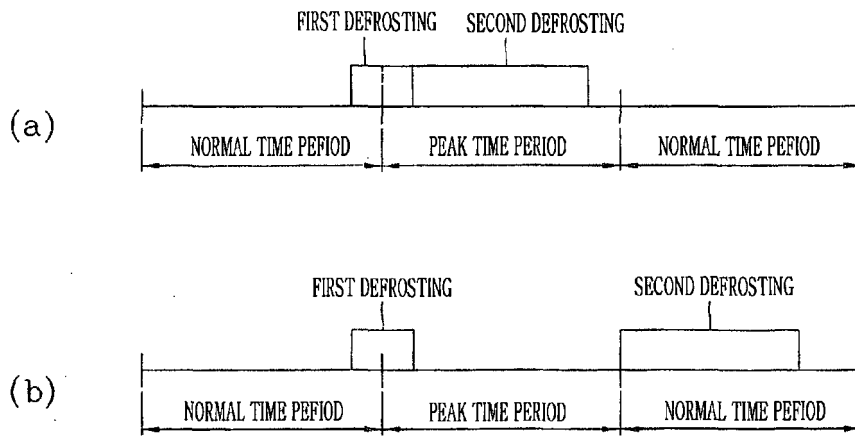 FIRST DEFROSTING SECOND DEFROSTING
(a)
NORMAL TIME PEFIOD PEAK TIME PERIOD NORMAL TIME PEFIOD
FIRST DEFROSTING SECOND DEFROSTING
(b)
NORMAL TIME PEFIOD PEAK TIME PERIOD NORMAL TIME PEFIOD